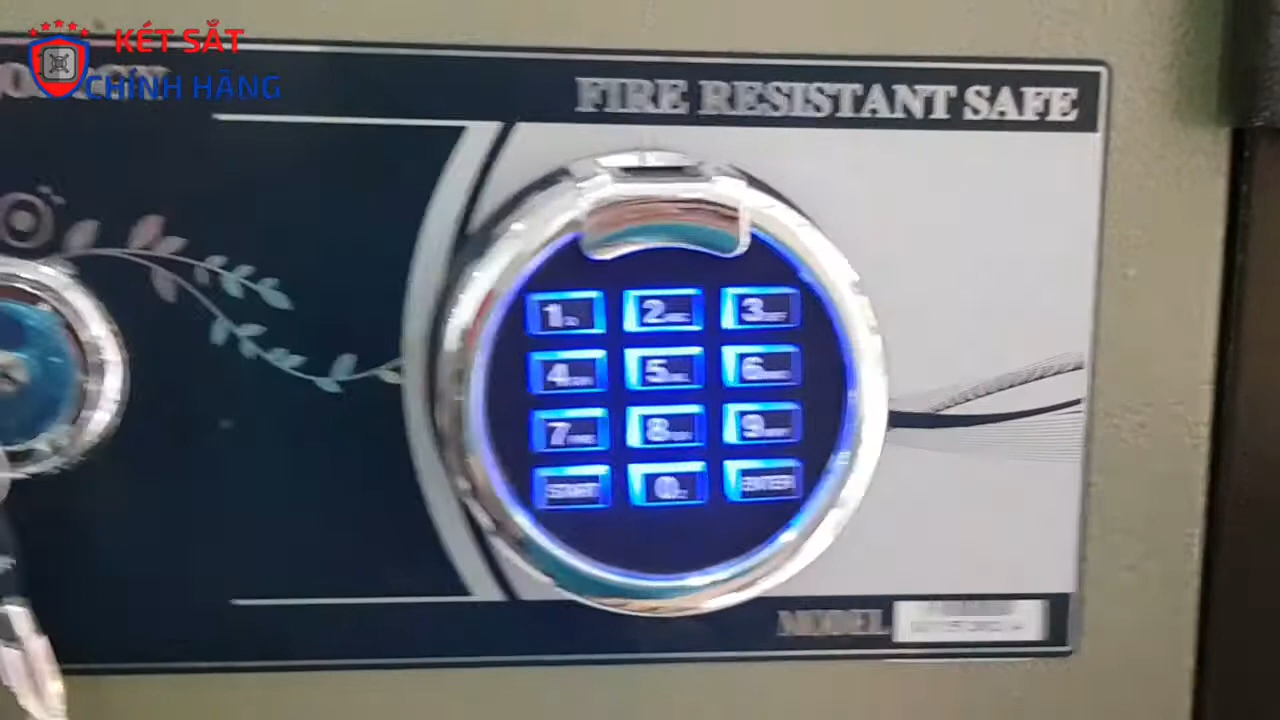 KÉT SẮT
CHÍNH HÃNG
FIRE RESISTANT SAFE
1
2
3
4
5
6
7
8
9
START
0
ENTER
MODEL